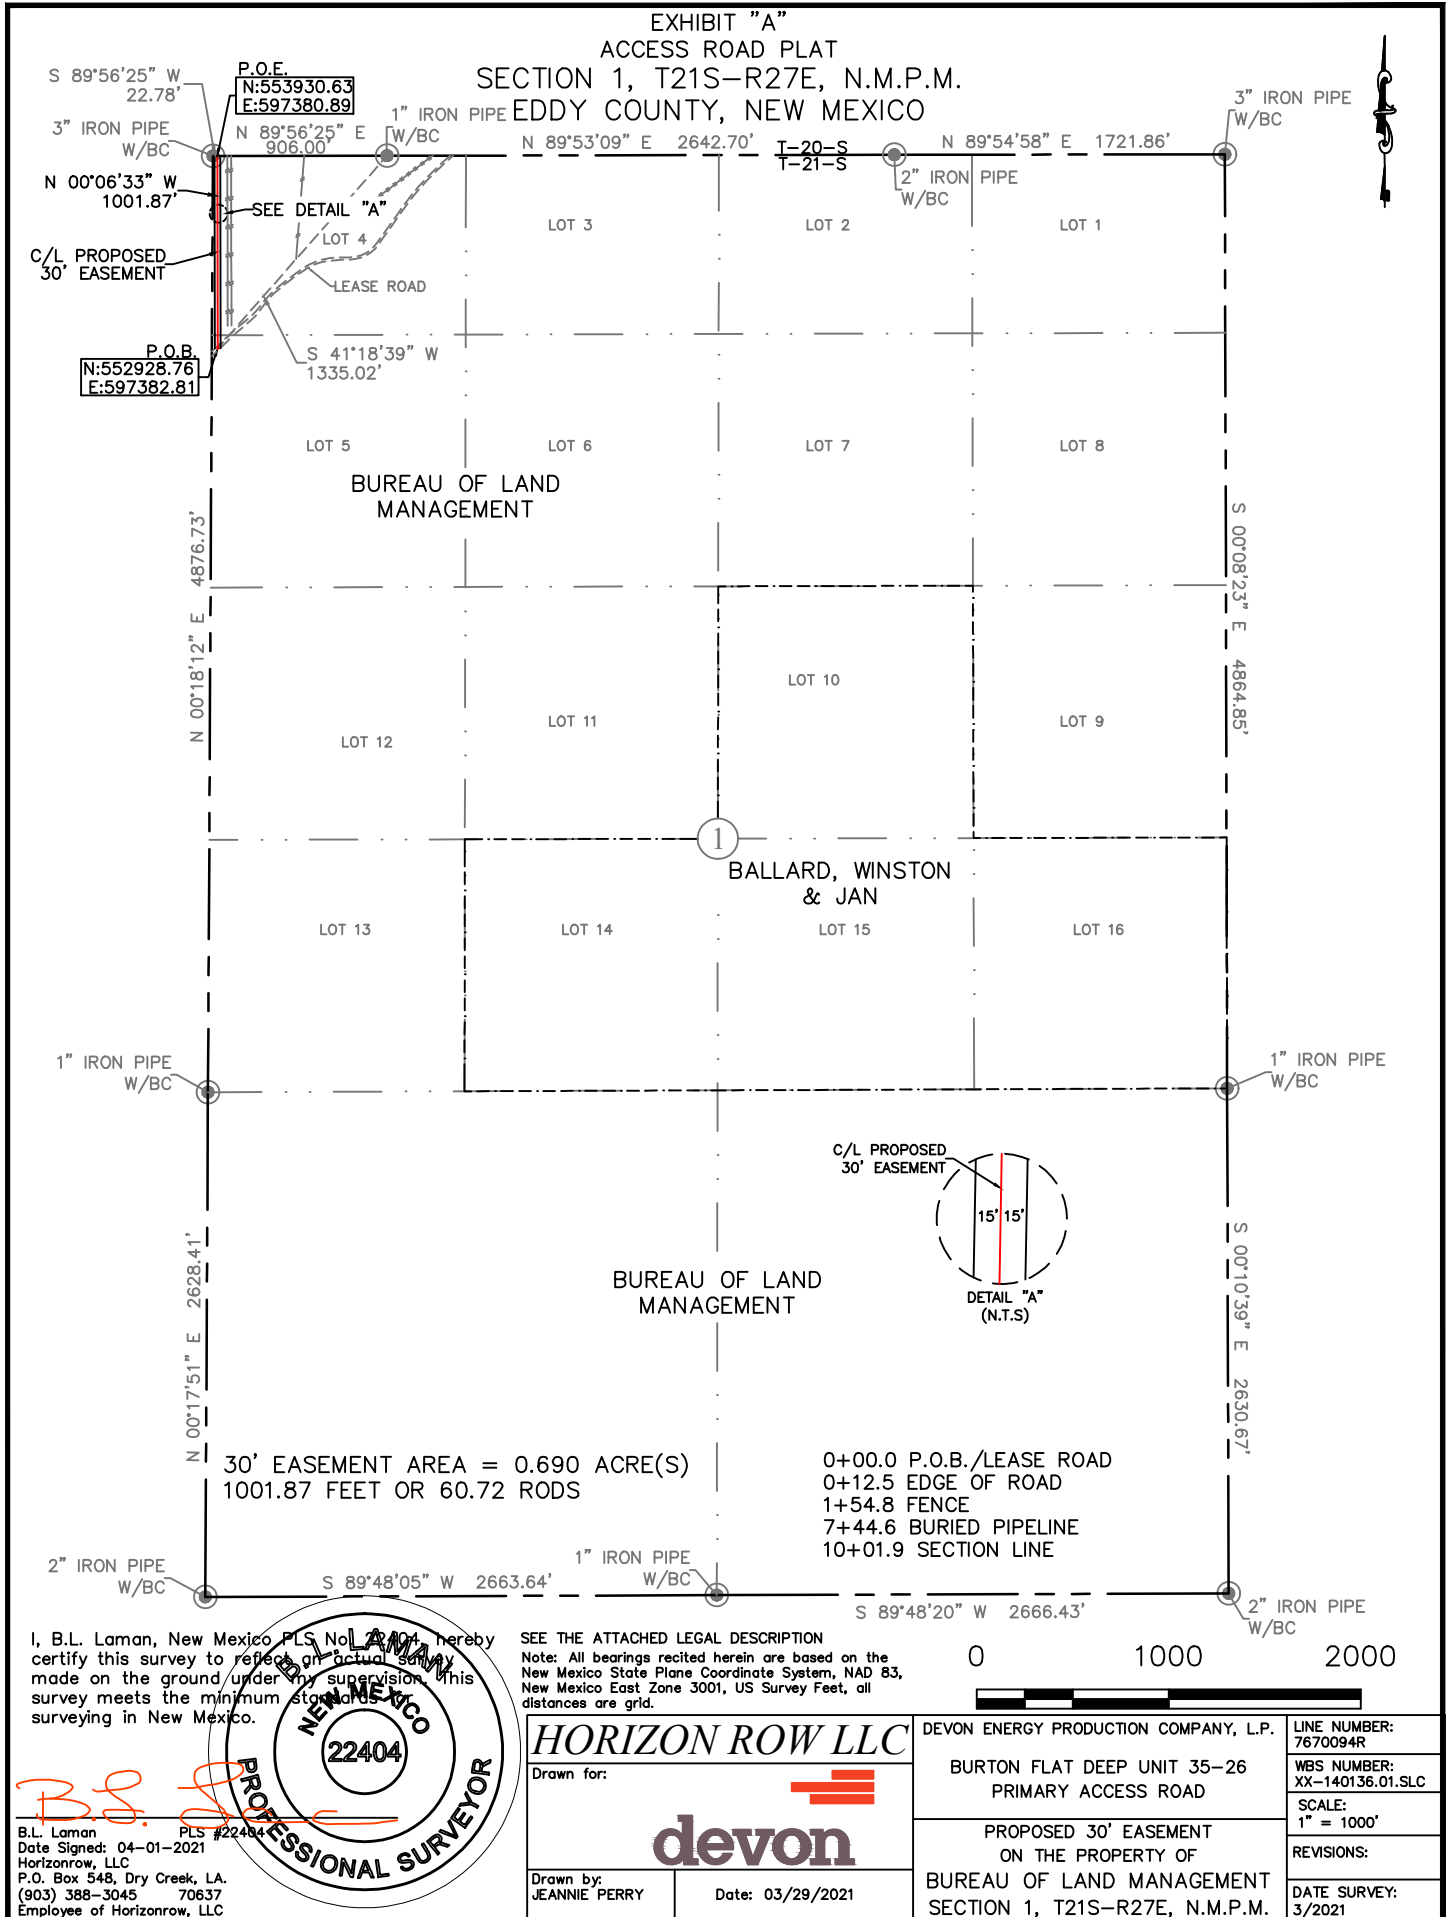 EXHIBIT "A"
ACCESS ROAD PLAT
SECTION 1, T21S-R27E, N.M.P.M.
EDDY COUNTY, NEW MEXICO
S 89°56'25" W
22.78'
P.O.E.
N:553930.63
E:597380.89
3" IRON PIPE
W/BC
N 89°56'25" E
906.00'
1" IRON PIPE
W/BC
N 89°53'09" E 2642.70'
T-20-S
T-21-S
N 89°54'58" E 1721.86'
3" IRON PIPE
W/BC
2" IRON PIPE
W/BC
N 00°06'33" W
1001.87'
SEE DETAIL "A"
C/L PROPOSED
30' EASEMENT
LOT 4
LOT 3
LOT 2
LOT 1
LEASE ROAD
P.O.B.
N:552928.76
E:597382.81
S 41°18'39" W
1335.02'
LOT 5
LOT 6
LOT 7
LOT 8
BUREAU OF LAND
MANAGEMENT
N 00°18'12" E 4876.73'
S 00°08'23" E 4864.85'
LOT 12
LOT 11
LOT 10
LOT 9
1
BALLARD, WINSTON
& JAN
LOT 13
LOT 14
LOT 15
LOT 16
1" IRON PIPE
W/BC
1" IRON PIPE
W/BC
C/L PROPOSED
30' EASEMENT
15' 15'
DETAIL "A"
(N.T.S)
BUREAU OF LAND
MANAGEMENT
N 00°17'51" E 2628.41'
S 00°10'39" E 2630.67'
30' EASEMENT AREA = 0.690 ACRE(S)
1001.87 FEET OR 60.72 RODS
0+00.0 P.O.B./LEASE ROAD
0+12.5 EDGE OF ROAD
1+54.8 FENCE
7+44.6 BURIED PIPELINE
10+01.9 SECTION LINE
2" IRON PIPE
W/BC
S 89°48'05" W 2663.64'
1" IRON PIPE
W/BC
S 89°48'20" W 2666.43'
2" IRON PIPE
W/BC
I, B.L. Laman, New Mexico PLS No. 22404, hereby
certify this survey to reflect an actual survey
made on the ground under my supervision. This
survey meets the minimum standards for
surveying in New Mexico.
B. L. LAMAN
NEW MEXICO
22404
PROFESSIONAL SURVEYOR
B.L. Laman PLS #22404
Date Signed: 04-01-2021
Horizonrow, LLC
P.O. Box 548, Dry Creek, LA.
(903) 388-3045 70637
Employee of Horizonrow, LLC
SEE THE ATTACHED LEGAL DESCRIPTION
Note: All bearings recited herein are based on the
New Mexico State Plane Coordinate System, NAD 83,
New Mexico East Zone 3001, US Survey Feet, all
distances are grid.
0 1000 2000
HORIZON ROW LLC
Drawn for:
devon
Drawn by:
JEANNIE PERRY
Date: 03/29/2021
DEVON ENERGY PRODUCTION COMPANY, L.P.
BURTON FLAT DEEP UNIT 35-26
PRIMARY ACCESS ROAD
PROPOSED 30' EASEMENT
ON THE PROPERTY OF
BUREAU OF LAND MANAGEMENT
SECTION 1, T21S-R27E, N.M.P.M.
LINE NUMBER:
7670094R
WBS NUMBER:
XX-140136.01.SLC
SCALE:
1" = 1000'
REVISIONS:
DATE SURVEY:
3/2021